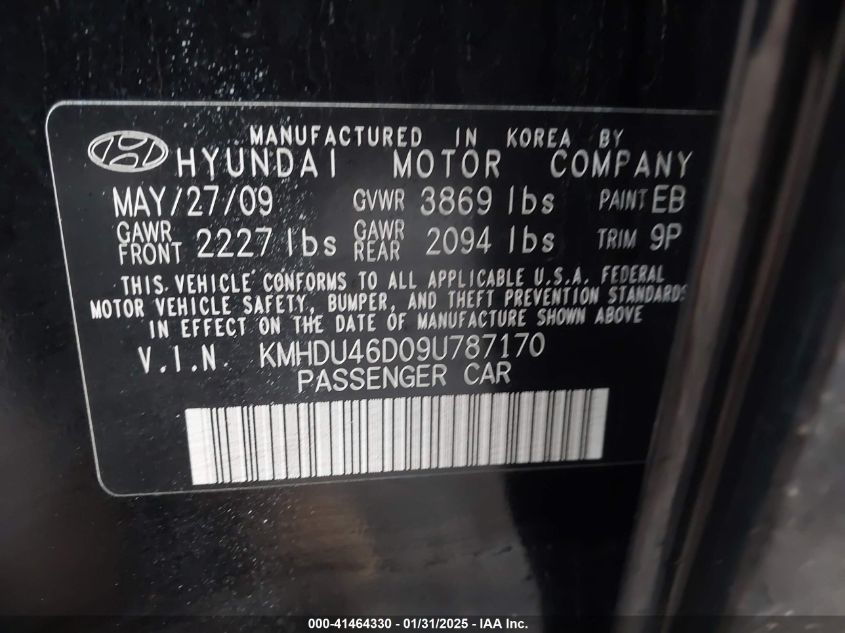 MANUFACTURED IN KOREA BY
HYUNDAI MOTOR COMPANY
MAY/27/09 GVWR 3869 lbs PAINT EB
GAWR FRONT 2227 lbs GAWR REAR 2094 lbs TRIM 9P
THIS VEHICLE CONFORMS TO ALL APPLICABLE U.S.A. FEDERAL
MOTOR VEHICLE SAFETY, BUMPER, AND THEFT PREVENTION STANDARDS
IN EFFECT ON THE DATE OF MANUFACTURE SHOWN ABOVE
V.I.N. KMHDU46D09U787170
PASSENGER CAR
000-41464330 - 01/31/2025 - IAA Inc.